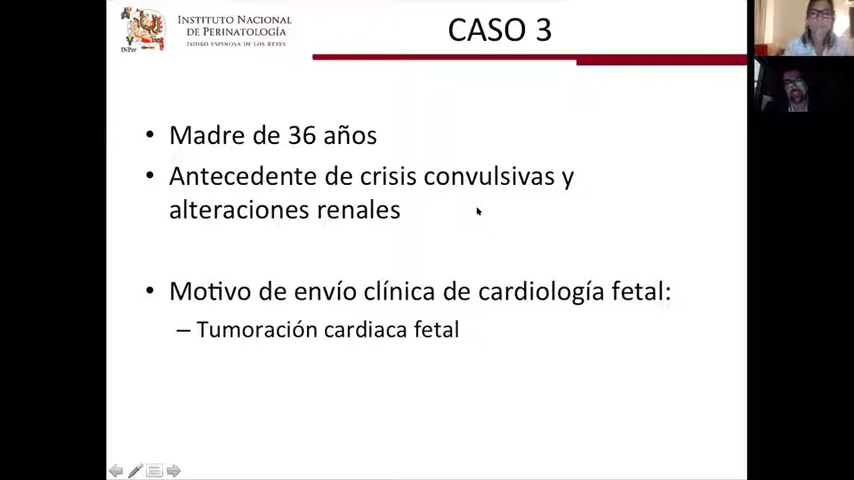 INSTITUTO NACIONAL
DE PERINATOLOGÍA
ISIDRO ESPINOSA DE LOS REYES
INPer
CASO 3
• Madre de 36 años
• Antecedente de crisis convulsivas y
alteraciones renales
• Motivo de envío clínica de cardiología fetal:
– Tumoración cardiaca fetal